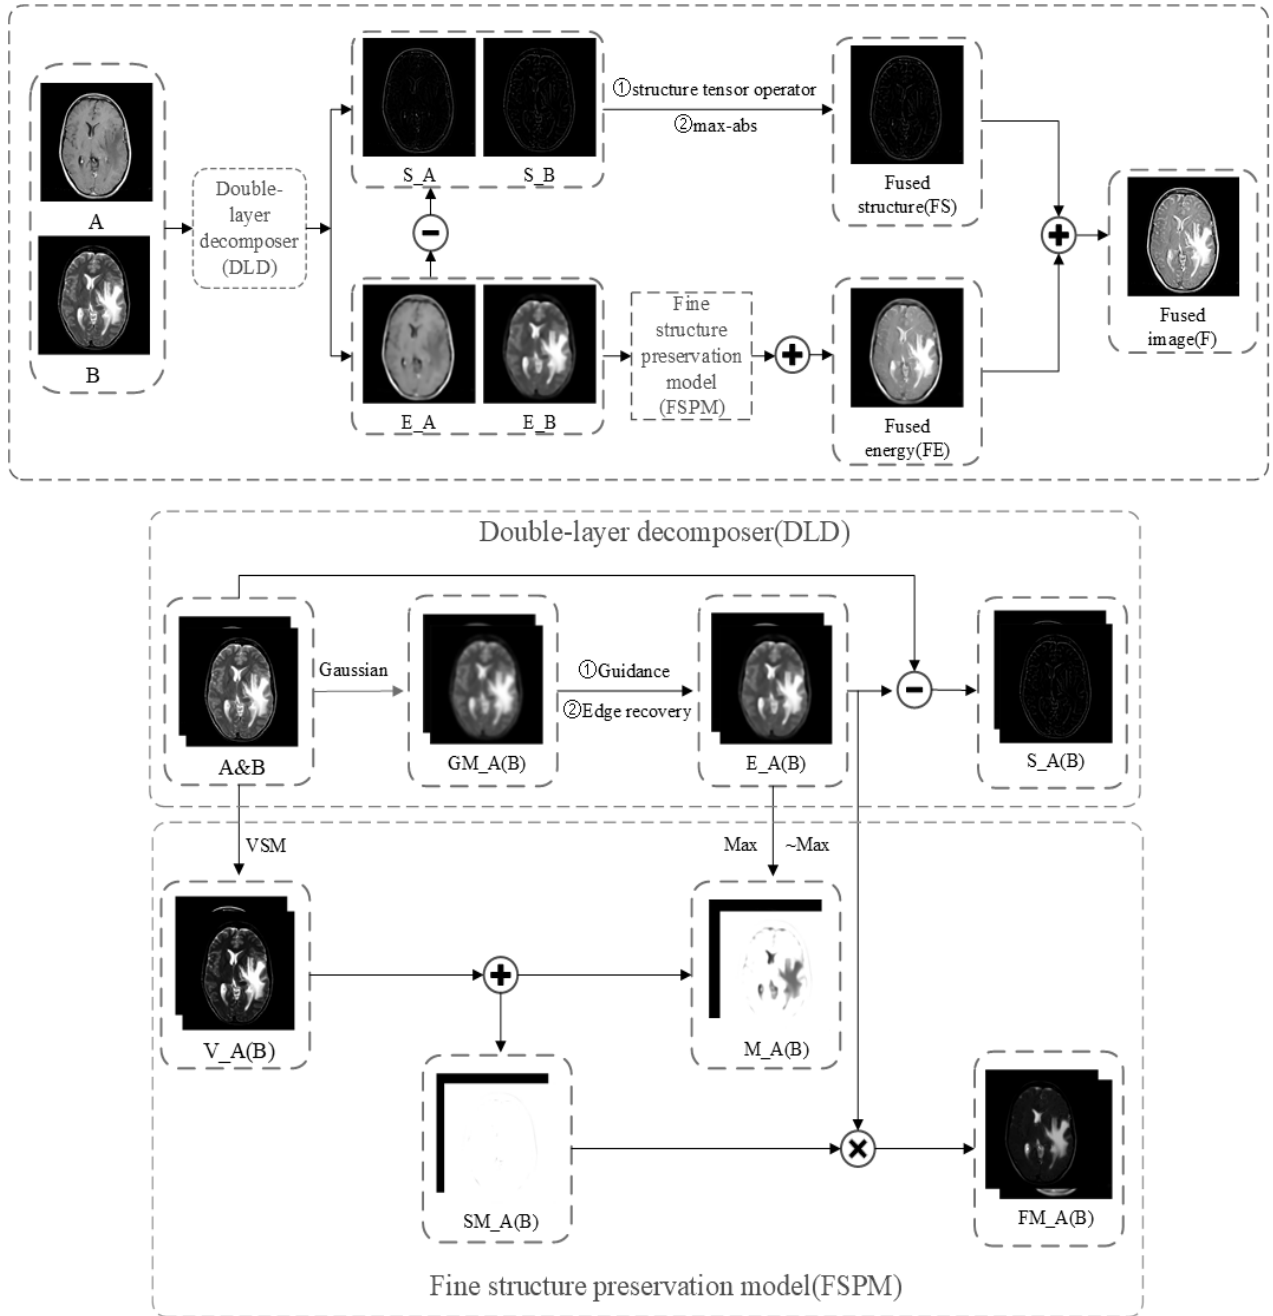 A
B
Double-
layer
decomposer
(DLD)
S_A
S_B
①structure tensor operator
②max-abs
Fused
structure(FS)
E_A
E_B
Fine
structure
preservation
model
(FSPM)
Fused
energy(FE)
Fused
image(F)
Double-layer decomposer(DLD)
A&B
Gaussian
GM_A(B)
①Guidance
②Edge recovery
E_A(B)
S_A(B)
VSM
Max ~Max
V_A(B)
M_A(B)
SM_A(B)
FM_A(B)
Fine structure preservation model(FSPM)